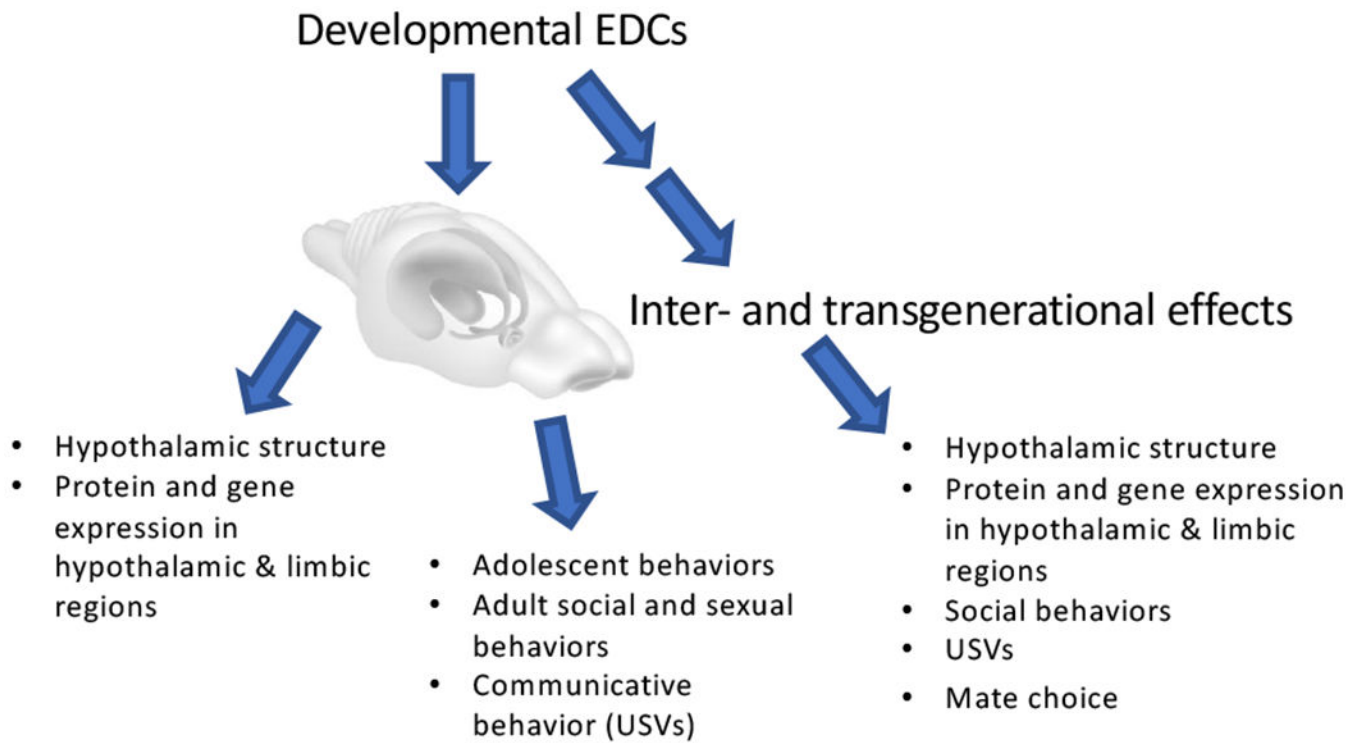 Developmental EDCs
Inter- and transgenerational effects
• Hypothalamic structure
• Protein and gene
expression in
hypothalamic & limbic
regions
• Adolescent behaviors
• Adult social and sexual
behaviors
• Communicative
behavior (USVs)
• Hypothalamic structure
• Protein and gene expression
in hypothalamic & limbic
regions
• Social behaviors
• USVs
• Mate choice